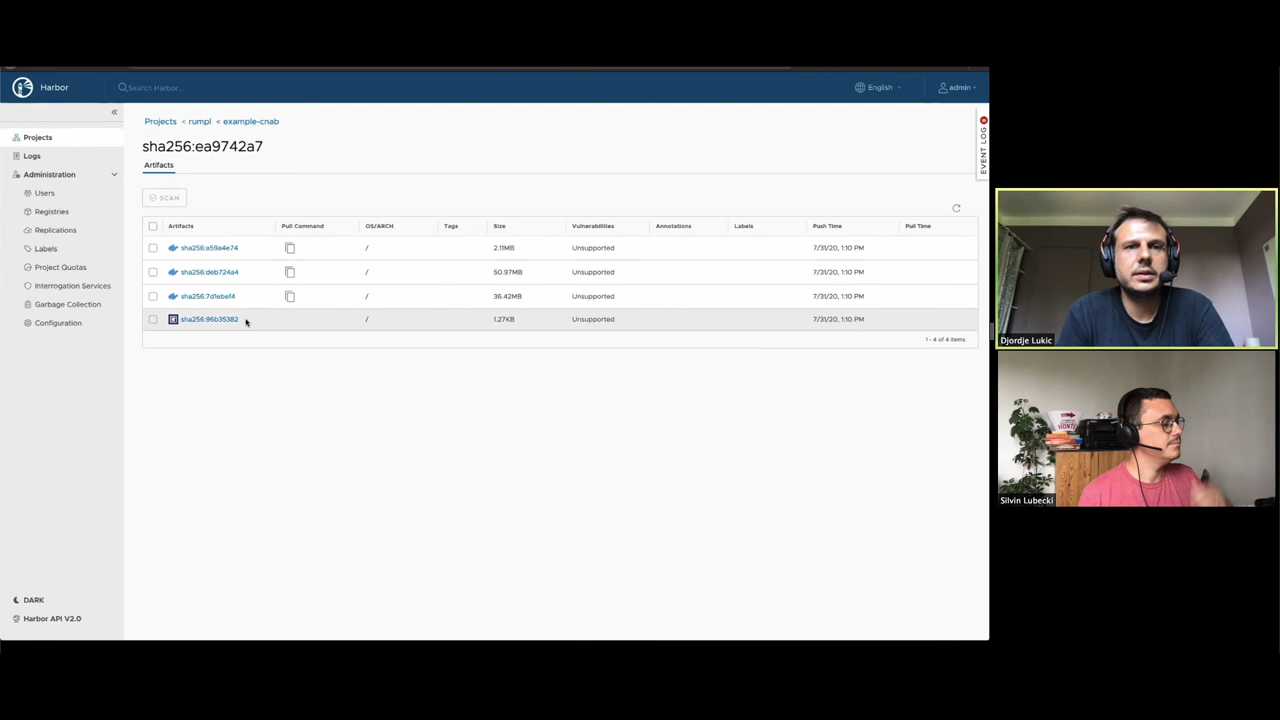 Harbor
Search Harbor...
English
admin
Projects
Logs
Administration
Users
Registries
Replications
Labels
Project Quotas
Interrogation Services
Garbage Collection
Configuration
DARK
Harbor API V2.0
Projects < rumpl < example-cnab
sha256:ea9742a7
Artifacts
SCAN
Artifacts Pull Command OS/ARCH Tags Size Vulnerabilities Annotations Labels Push Time Pull Time
sha256:a59a4e74 / 2.11MB Unsupported 7/31/20, 1:10 PM
sha256:deb724a4 / 50.97MB Unsupported 7/31/20, 1:10 PM
sha256:7d1ebef4 / 36.42MB Unsupported 7/31/20, 1:10 PM
sha256:96b35382 / 1.27KB Unsupported 7/31/20, 1:10 PM
1 - 4 of 4 items
EVENT LOG
Djordje Lukic
Silvin Lubecki